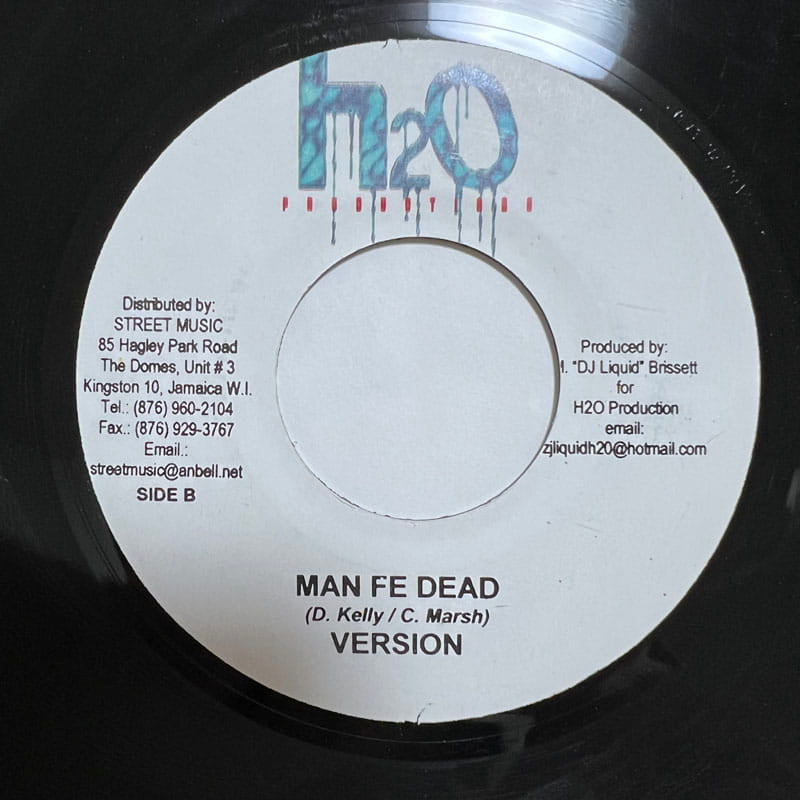 h2O
PRODUCTIONS
Distributed by:
STREET MUSIC
85 Hagley Park Road
The Domes, Unit # 3
Kingston 10, Jamaica W.I.
Tel.: (876) 960-2104
Fax.: (876) 929-3767
Email.:
streetmusic@anbell.net
SIDE B
Produced by:
"DJ Liquid" Brissett
for
H2O Production
email:
zjliquidh20@hotmail.com
MAN FE DEAD
(D. Kelly / C. Marsh)
VERSION